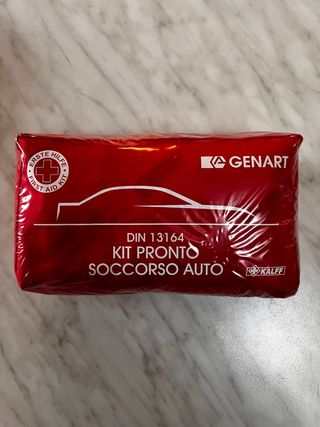 ERSTE HILFE
FIRST AID KIT
GENART
DIN 13164
KIT PRONTO
SOCCORSO AUTO
KALFF